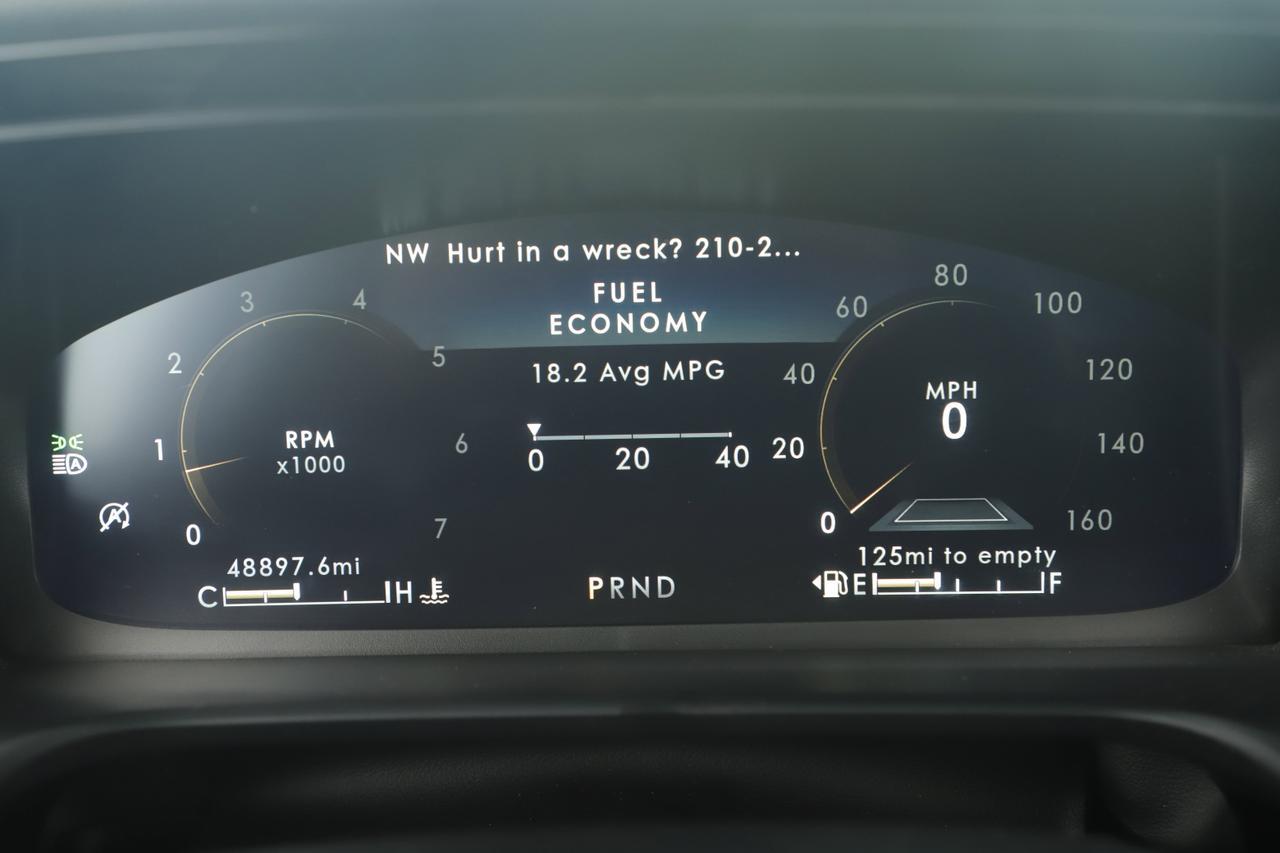 NW Hurt in a wreck? 210-2...
FUEL
ECONOMY
18.2 Avg MPG
0 20 40
0 1 2 3 4 5 6 7
RPM
x1000
0 20 40 60 80 100 120 140 160
MPH
0
A
A
48897.6mi
C H
PRND
125mi to empty
E F